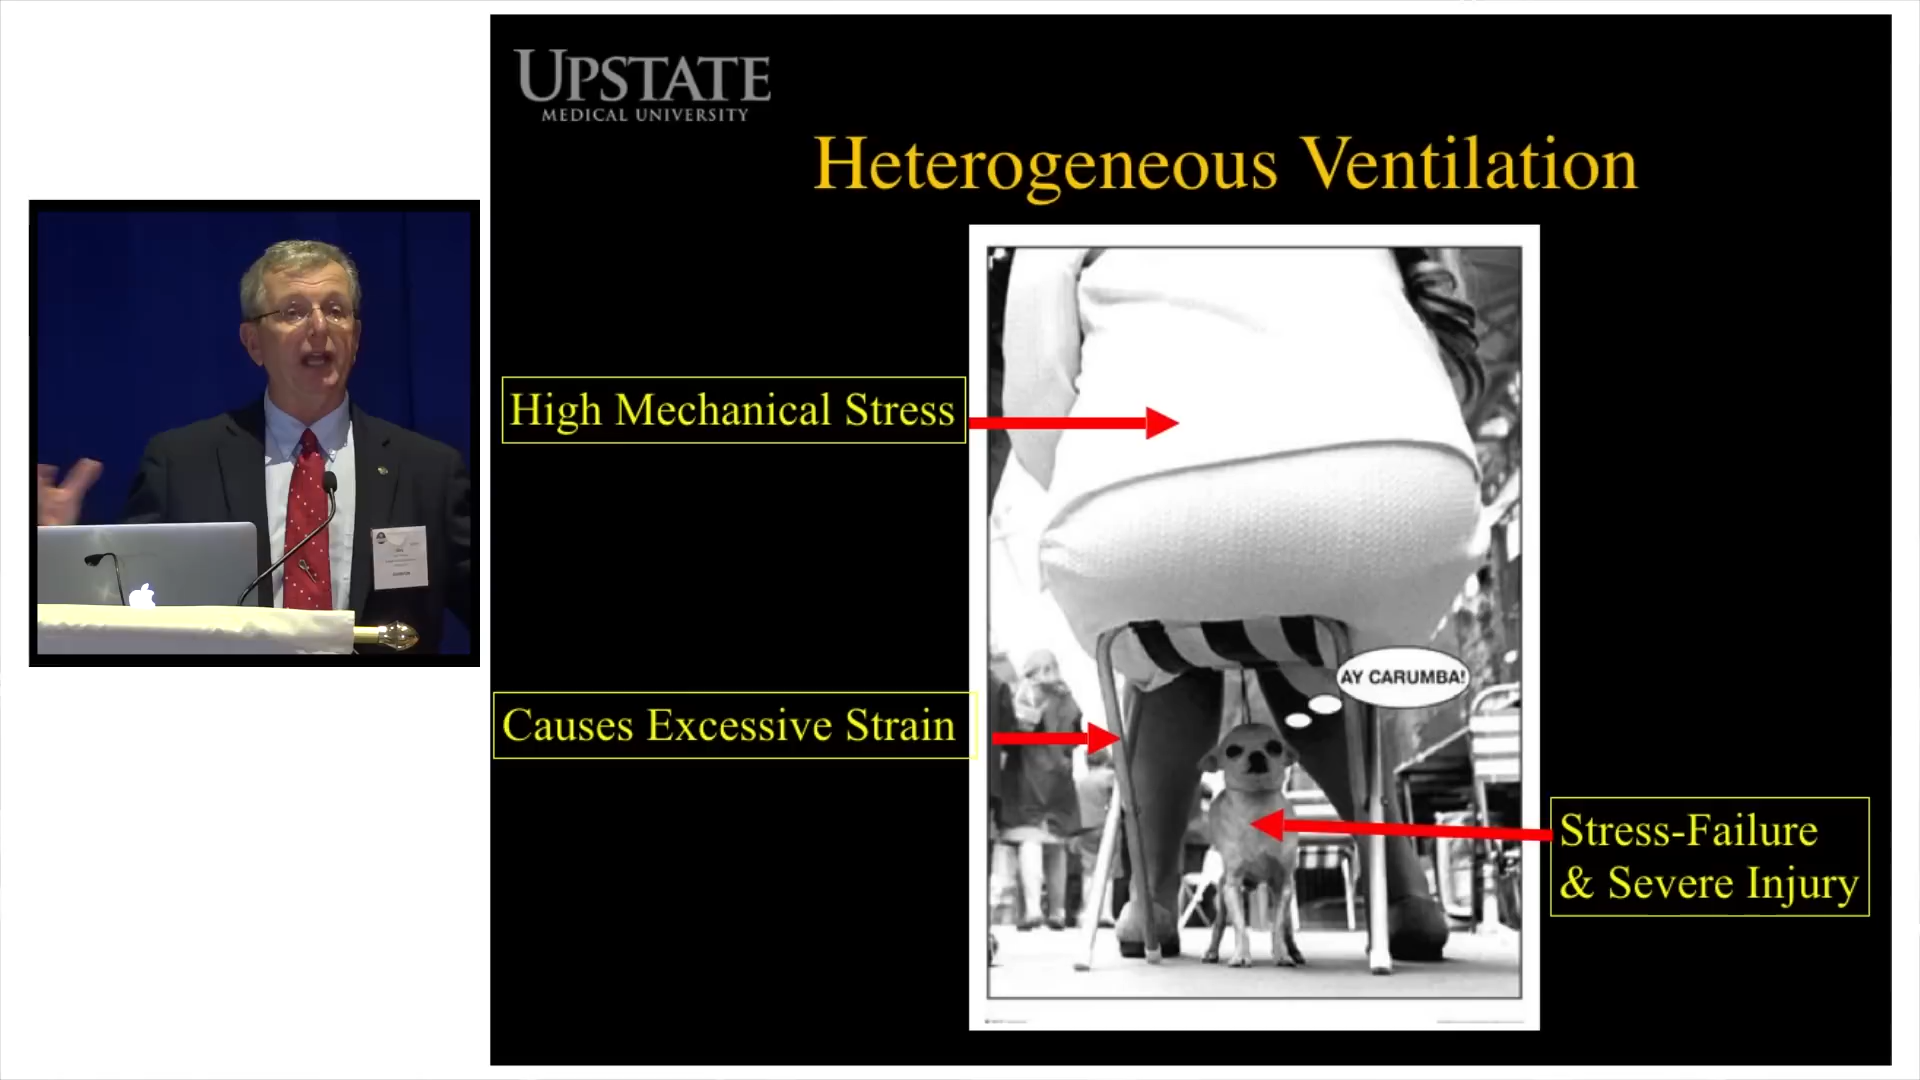 UPSTATE
MEDICAL UNIVERSITY
Heterogeneous Ventilation
High Mechanical Stress
Causes Excessive Strain
AY CARUMBA!
Stress-Failure
& Severe Injury